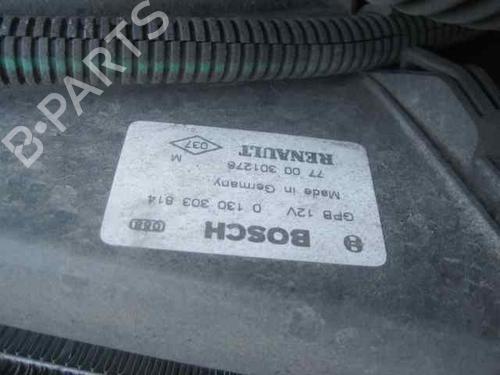 BOSCH
GPB 12V 0 130 303 814
Made in Germany
77 00 301276
RENAULT
037
M
B-PARTS